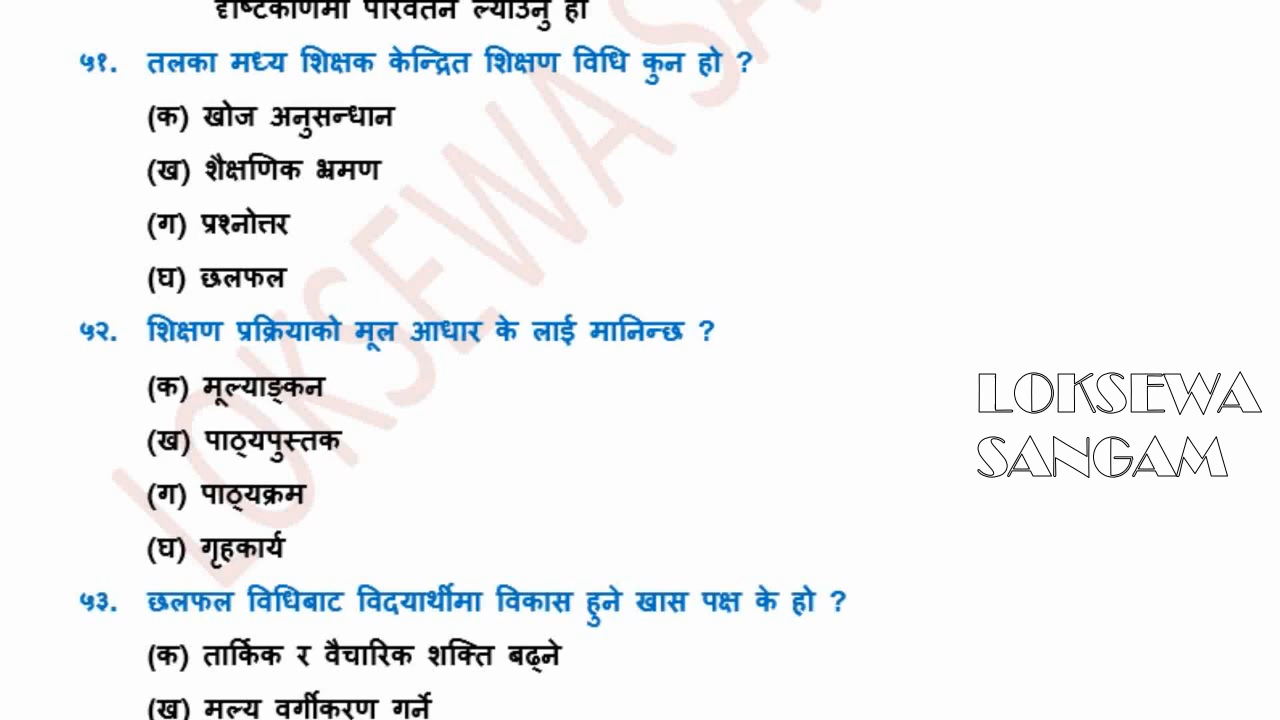 दृष्टिकोणमा परिवर्तन ल्याउनु हो
५१. तलका मध्य शिक्षक केन्द्रित शिक्षण विधि कुन हो ?
(क) खोज अनुसन्धान
(ख) शैक्षणिक भ्रमण
(ग) प्रश्नोत्तर
(घ) छलफल
५२. शिक्षण प्रक्रियाको मूल आधार के लाई मानिन्छ ?
(क) मूल्याङ्कन
(ख) पाठ्यपुस्तक
(ग) पाठ्यक्रम
(घ) गृहकार्य
५३. छलफल विधिबाट विदयार्थीमा विकास हुने खास पक्ष के हो ?
(क) तार्किक र वैचारिक शक्ति बढ्ने
(ख) मूल्य वर्गीकरण गर्ने
LOKSEWA
SANGAM
LOKSEWA SA